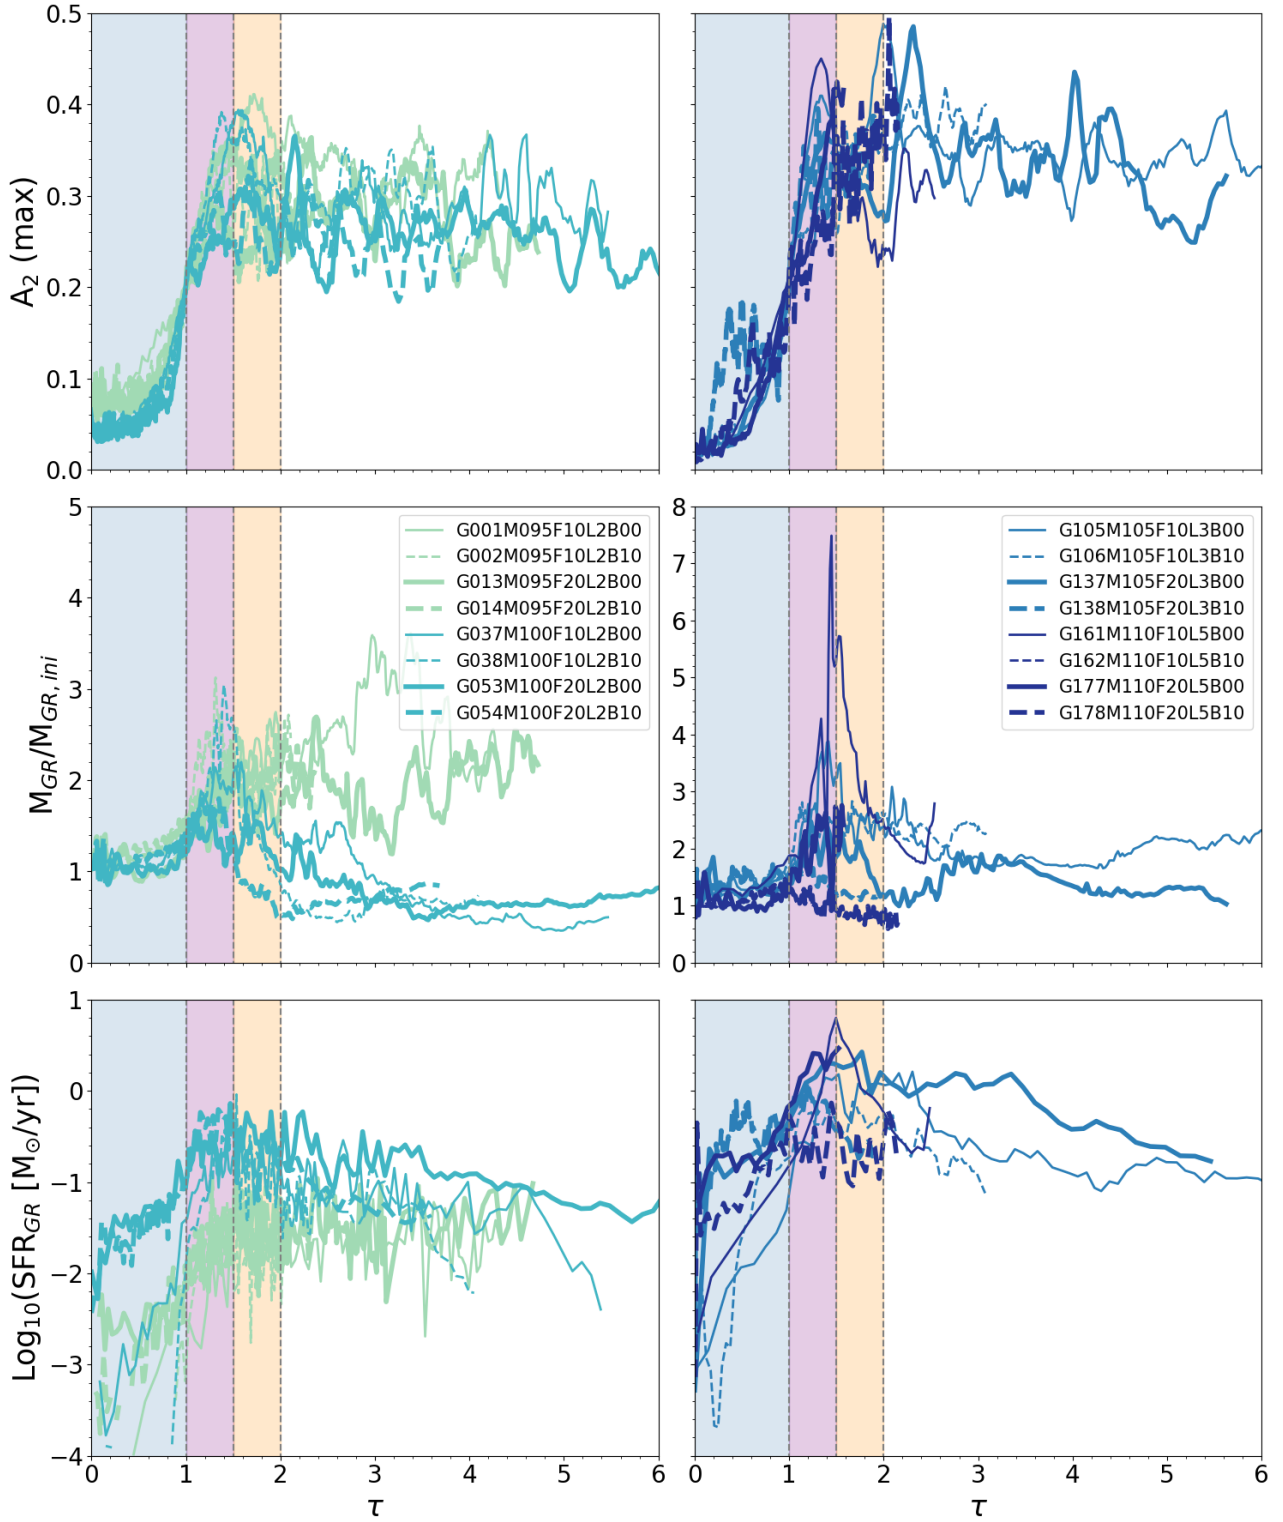 0.5
0.4
0.3
0.2
0.1
0.0
A₂ (max)
5
4
3
2
1
0
M_GR/M_GR,ini
G001M095F10L2B00
G002M095F10L2B10
G013M095F20L2B00
G014M095F20L2B10
G037M100F10L2B00
G038M100F10L2B10
G053M100F20L2B00
G054M100F20L2B10
8
7
6
5
4
3
2
1
0
G105M105F10L3B00
G106M105F10L3B10
G137M105F20L3B00
G138M105F20L3B10
G161M110F10L5B00
G162M110F10L5B10
G177M110F20L5B00
G178M110F20L5B10
1
0
−1
−2
−3
−4
Log₁₀(SFR_GR [M⊙/yr])
0 1 2 3 4 5 6
τ
0 1 2 3 4 5 6
τ